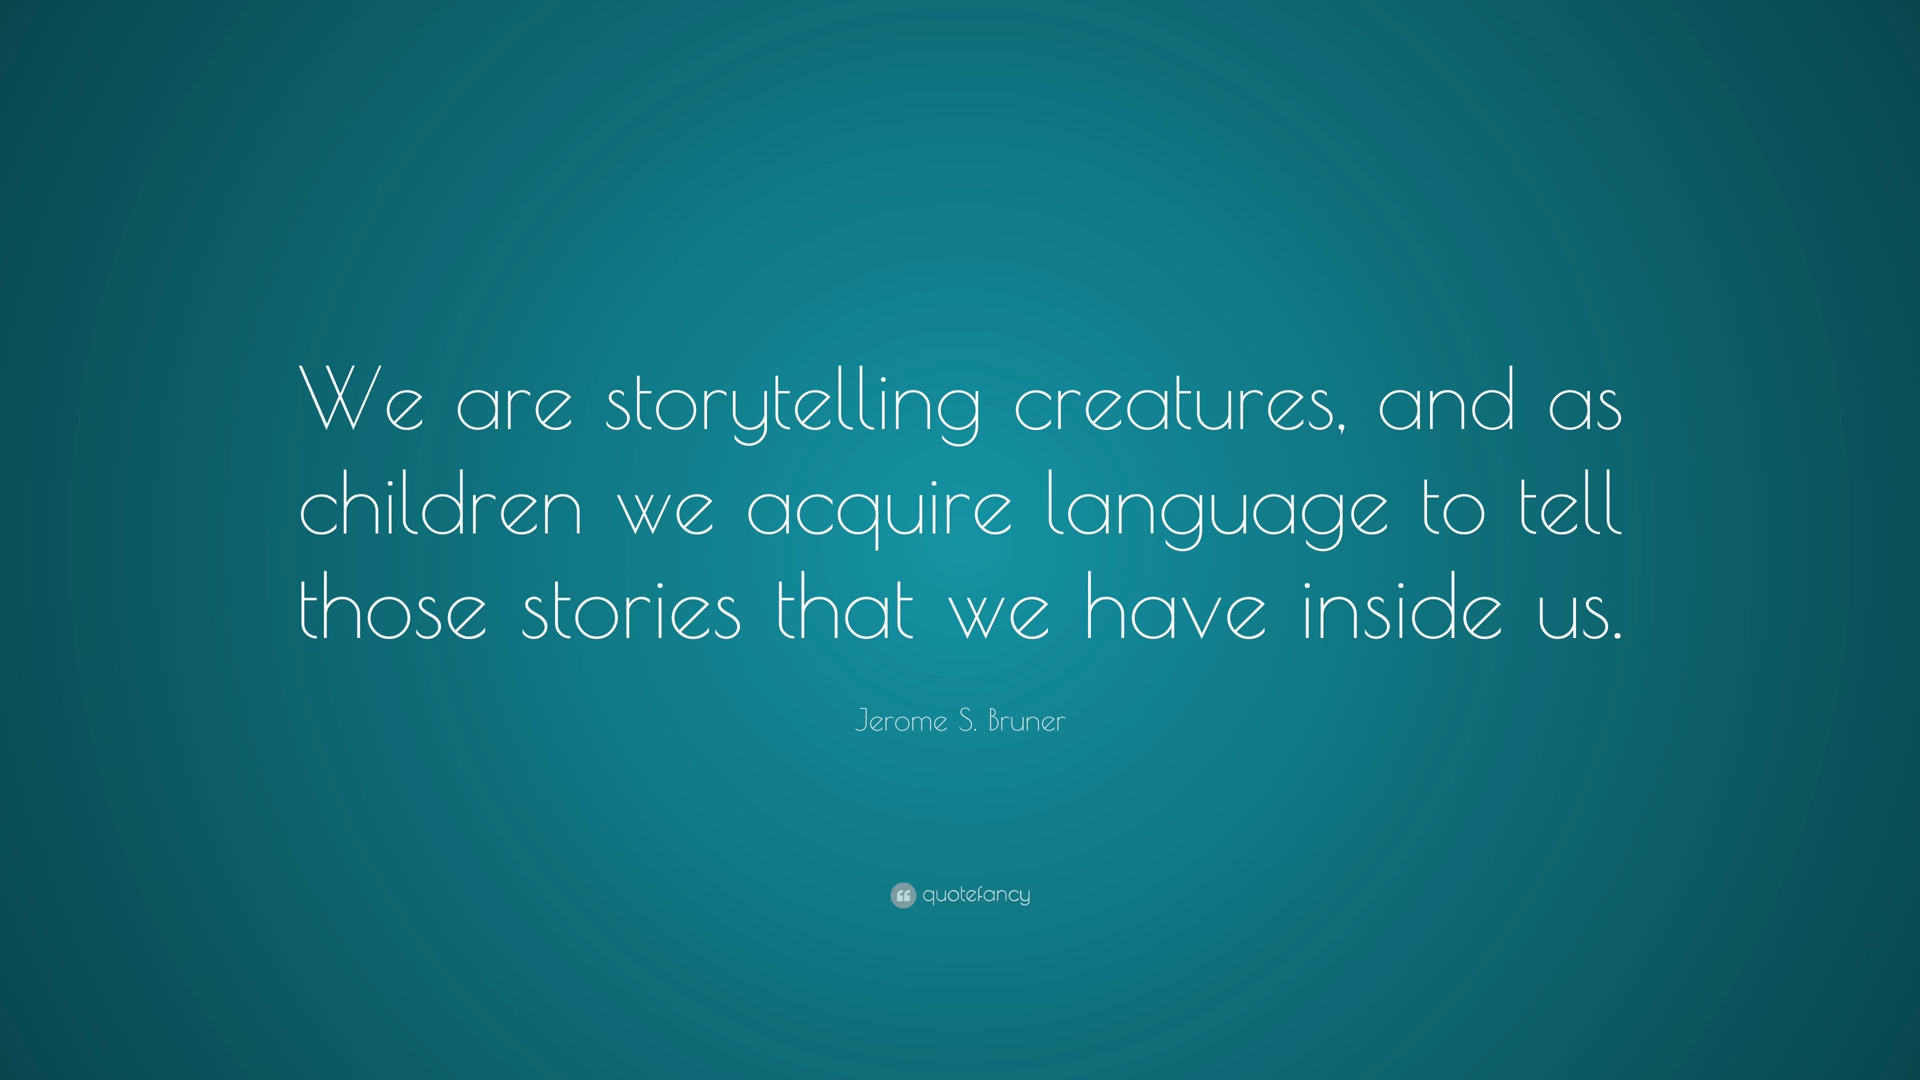 We are storytelling creatures, and as
children we acquire language to tell
those stories that we have inside us.
Jerome S. Bruner
quotefancy